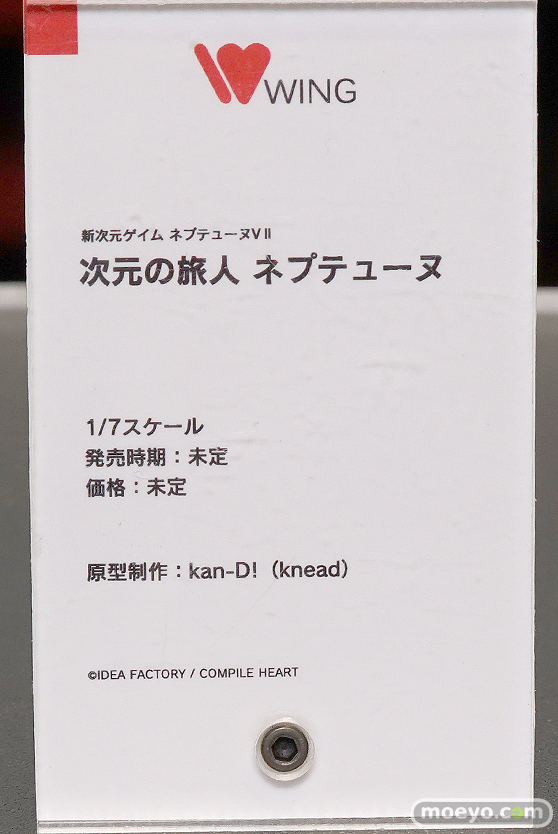 WING
新次元ゲイム ネプテューヌVⅡ
次元の旅人 ネプテューヌ
1/7スケール
発売時期：未定
価格：未定
原型制作：kan-D!（knead）
©IDEA FACTORY / COMPILE HEART
moeyo.com